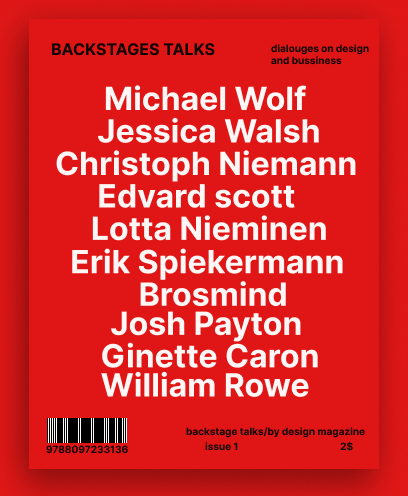 BACKSTAGES TALKS
dialouges on design
and bussiness
Michael Wolf
Jessica Walsh
Christoph Niemann
Edvard scott
Lotta Nieminen
Erik Spiekermann
Brosmind
Josh Payton
Ginette Caron
William Rowe
9788097233136
backstage talks/by design magazine
issue 1
2$